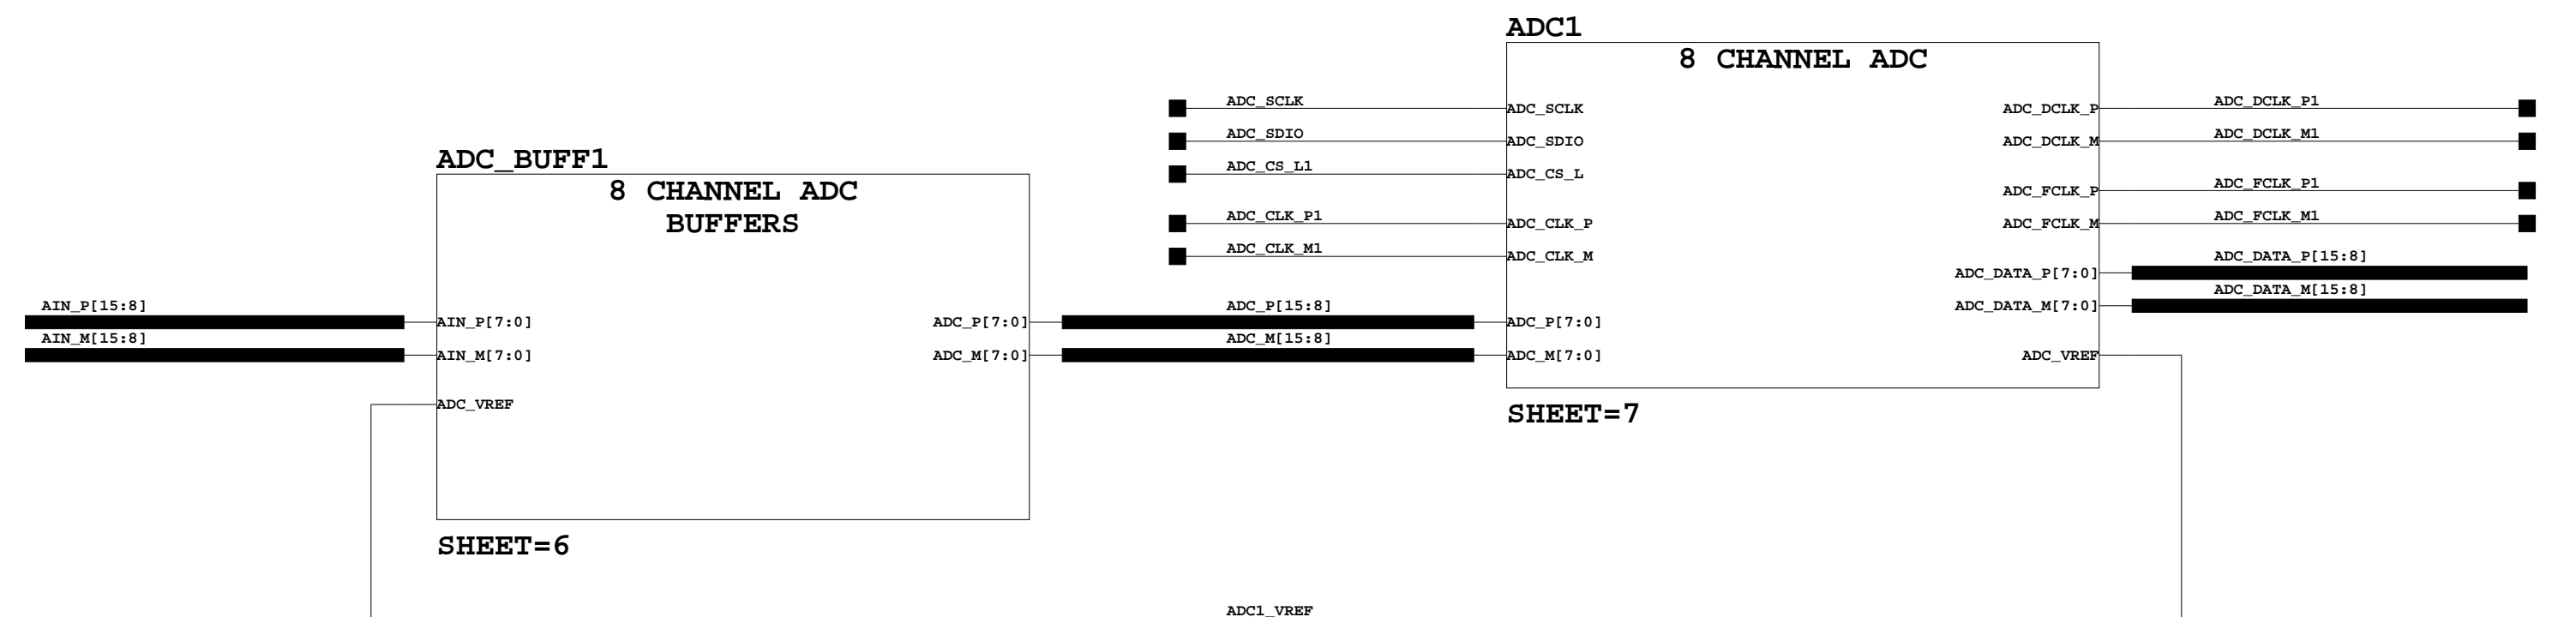 ADC1
8 CHANNEL ADC
ADC_SCLK
ADC_SCLK
ADC_DCLK_P
ADC_DCLK_P1
ADC_SDIO
ADC_SDIO
ADC_DCLK_M
ADC_DCLK_M1
ADC_CS_L1
ADC_CS_L
ADC_FCLK_P
ADC_FCLK_P1
ADC_CLK_P1
ADC_CLK_P
ADC_FCLK_M
ADC_FCLK_M1
ADC_CLK_M1
ADC_CLK_M
ADC_DATA_P[7:0]
ADC_DATA_P[15:8]
ADC_DATA_M[7:0]
ADC_DATA_M[15:8]
ADC_P[15:8]
ADC_P[7:0]
ADC_M[15:8]
ADC_M[7:0]
ADC_VREF
SHEET=7
ADC_BUFF1
8 CHANNEL ADC
BUFFERS
AIN_P[15:8]
AIN_P[7:0]
ADC_P[7:0]
AIN_M[15:8]
AIN_M[7:0]
ADC_M[7:0]
ADC_VREF
SHEET=6
ADC1_VREF